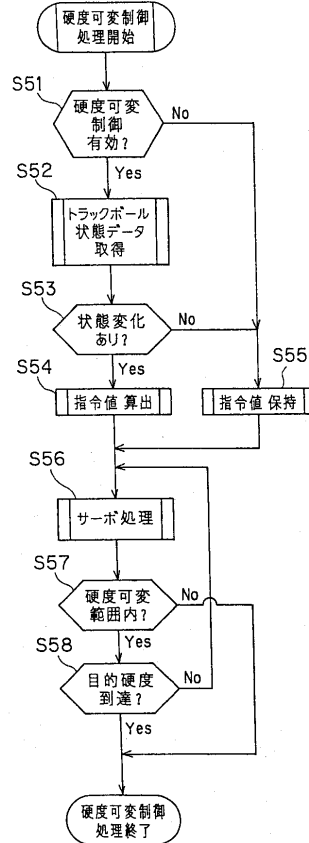 硬度可変制御
処理開始
S51
硬度可変
制御
有効?
No
Yes
S52
トラックボール
状態データ
取得
S53
状態変化
あり?
No
Yes
S54
指令値 算出
S55
指令値 保持
S56
サーボ処理
S57
硬度可変
範囲内?
No
Yes
S58
目的硬度
到達?
No
Yes
硬度可変制御
処理終了